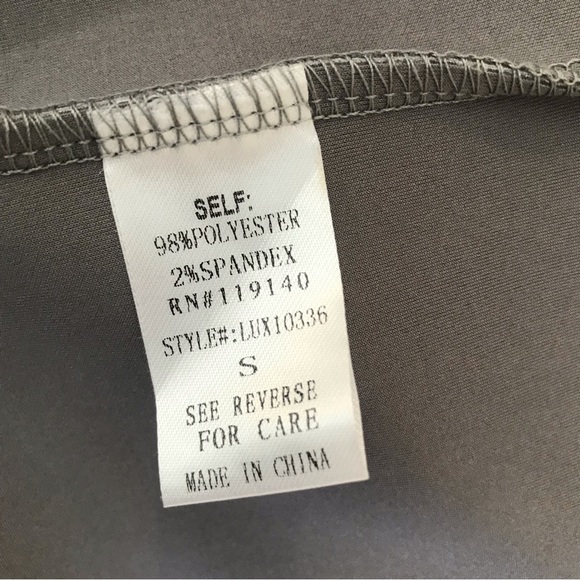 SELF:
98%POLYESTER
2%SPANDEX
RN#119140
STYLE#:LUX10336
S
SEE REVERSE
FOR CARE
MADE IN CHINA